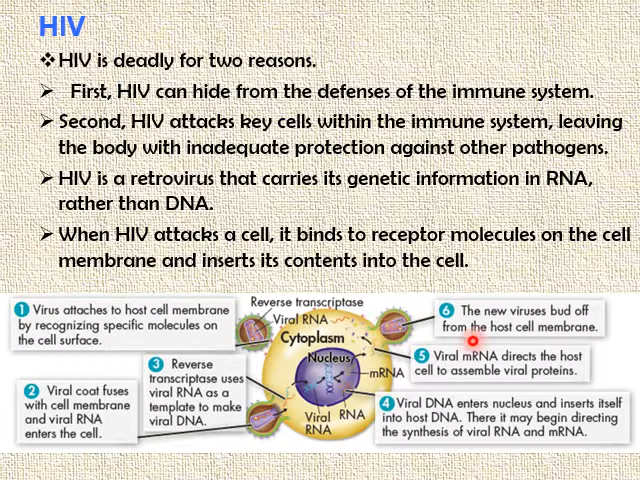 HIV
HIV is deadly for two reasons.
First, HIV can hide from the defenses of the immune system.
Second, HIV attacks key cells within the immune system, leaving
the body with inadequate protection against other pathogens.
HIV is a retrovirus that carries its genetic information in RNA,
rather than DNA.
When HIV attacks a cell, it binds to receptor molecules on the cell
membrane and inserts its contents into the cell.
1 Virus attaches to host cell membrane
by recognizing specific molecules on
the cell surface.
2 Viral coat fuses
with cell membrane
and viral RNA
enters the cell.
3 Reverse
transcriptase uses
viral RNA as a
template to make
viral DNA.
Reverse transcriptase
Viral RNA
Cytoplasm
Nucleus
mRNA
RNA
Viral
RNA
6 The new viruses bud off
from the host cell membrane.
5 Viral mRNA directs the host
cell to assemble viral proteins.
4 Viral DNA enters nucleus and inserts itself
into host DNA. There it may begin directing
the synthesis of viral RNA and mRNA.